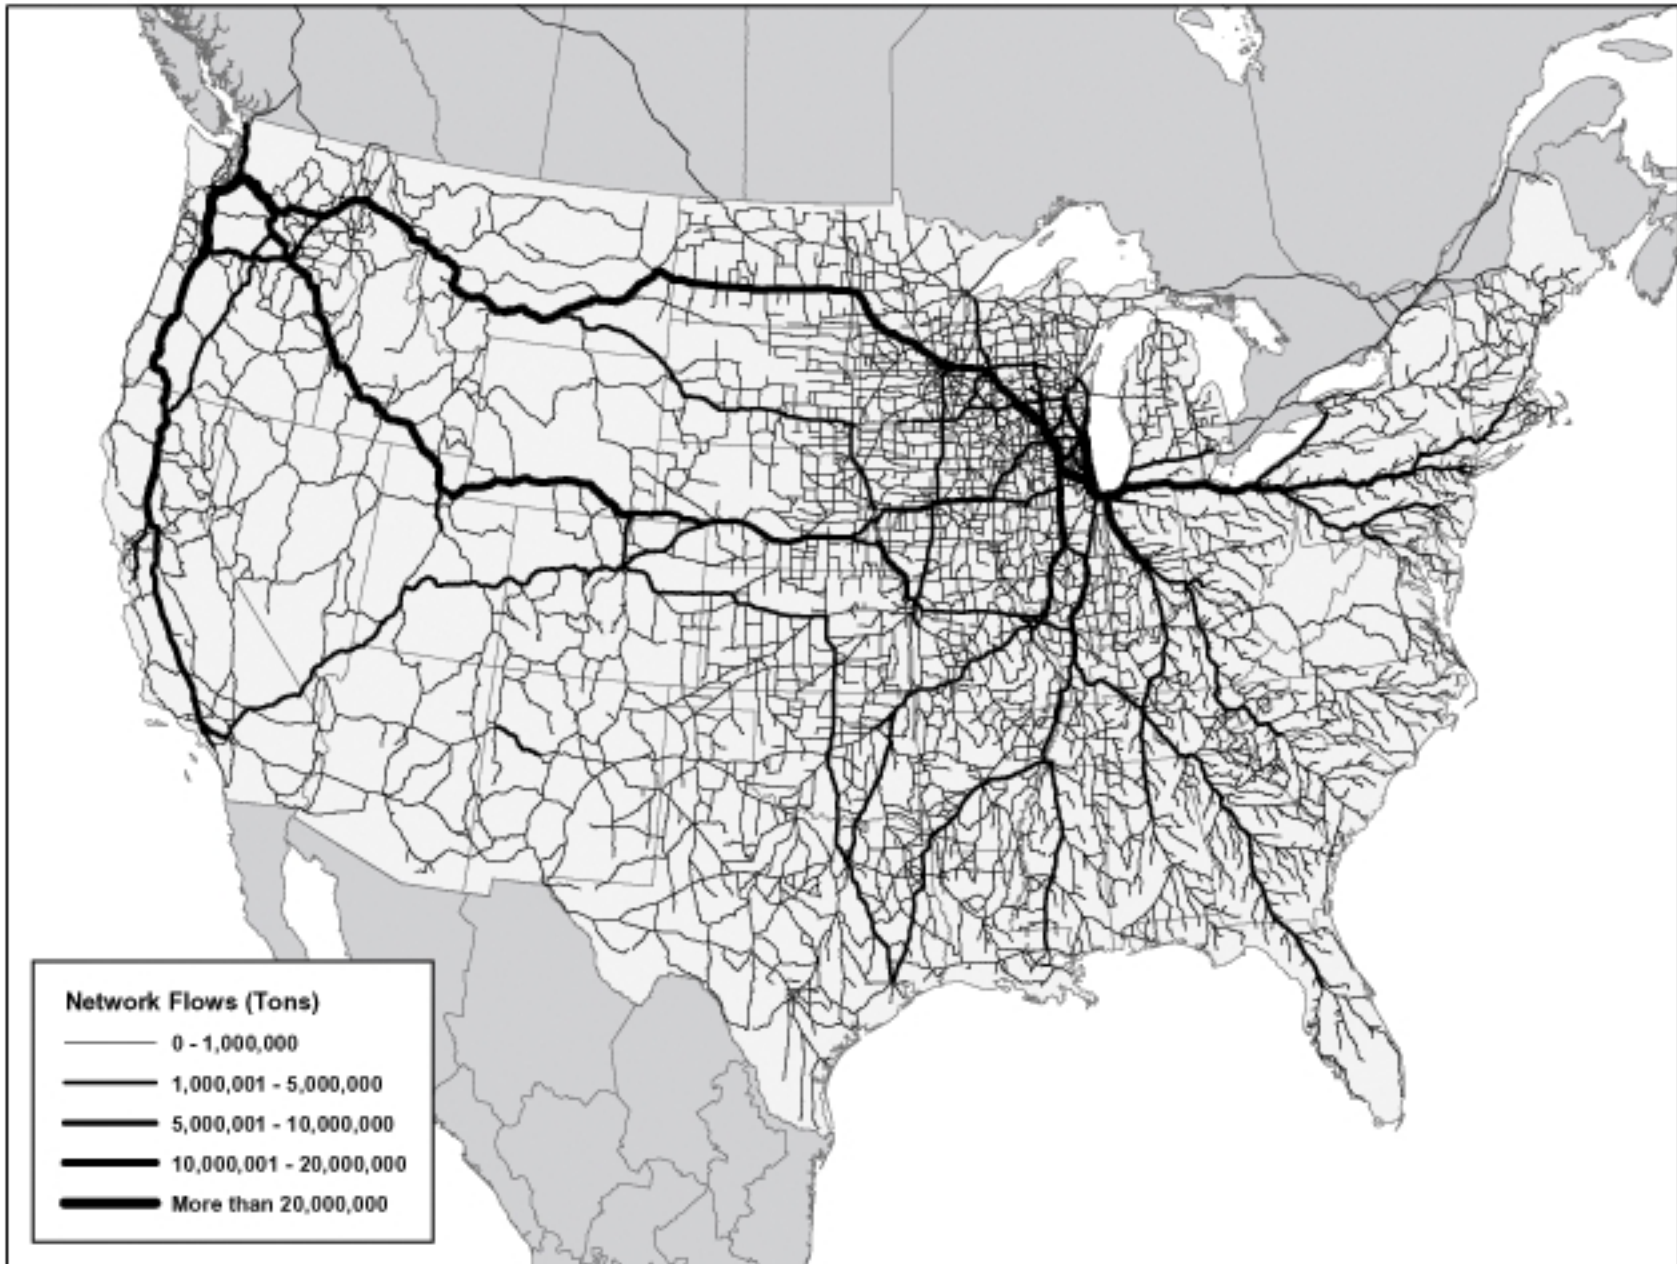 Network Flows (Tons)
0 - 1,000,000
1,000,001 - 5,000,000
5,000,001 - 10,000,000
10,000,001 - 20,000,000
More than 20,000,000